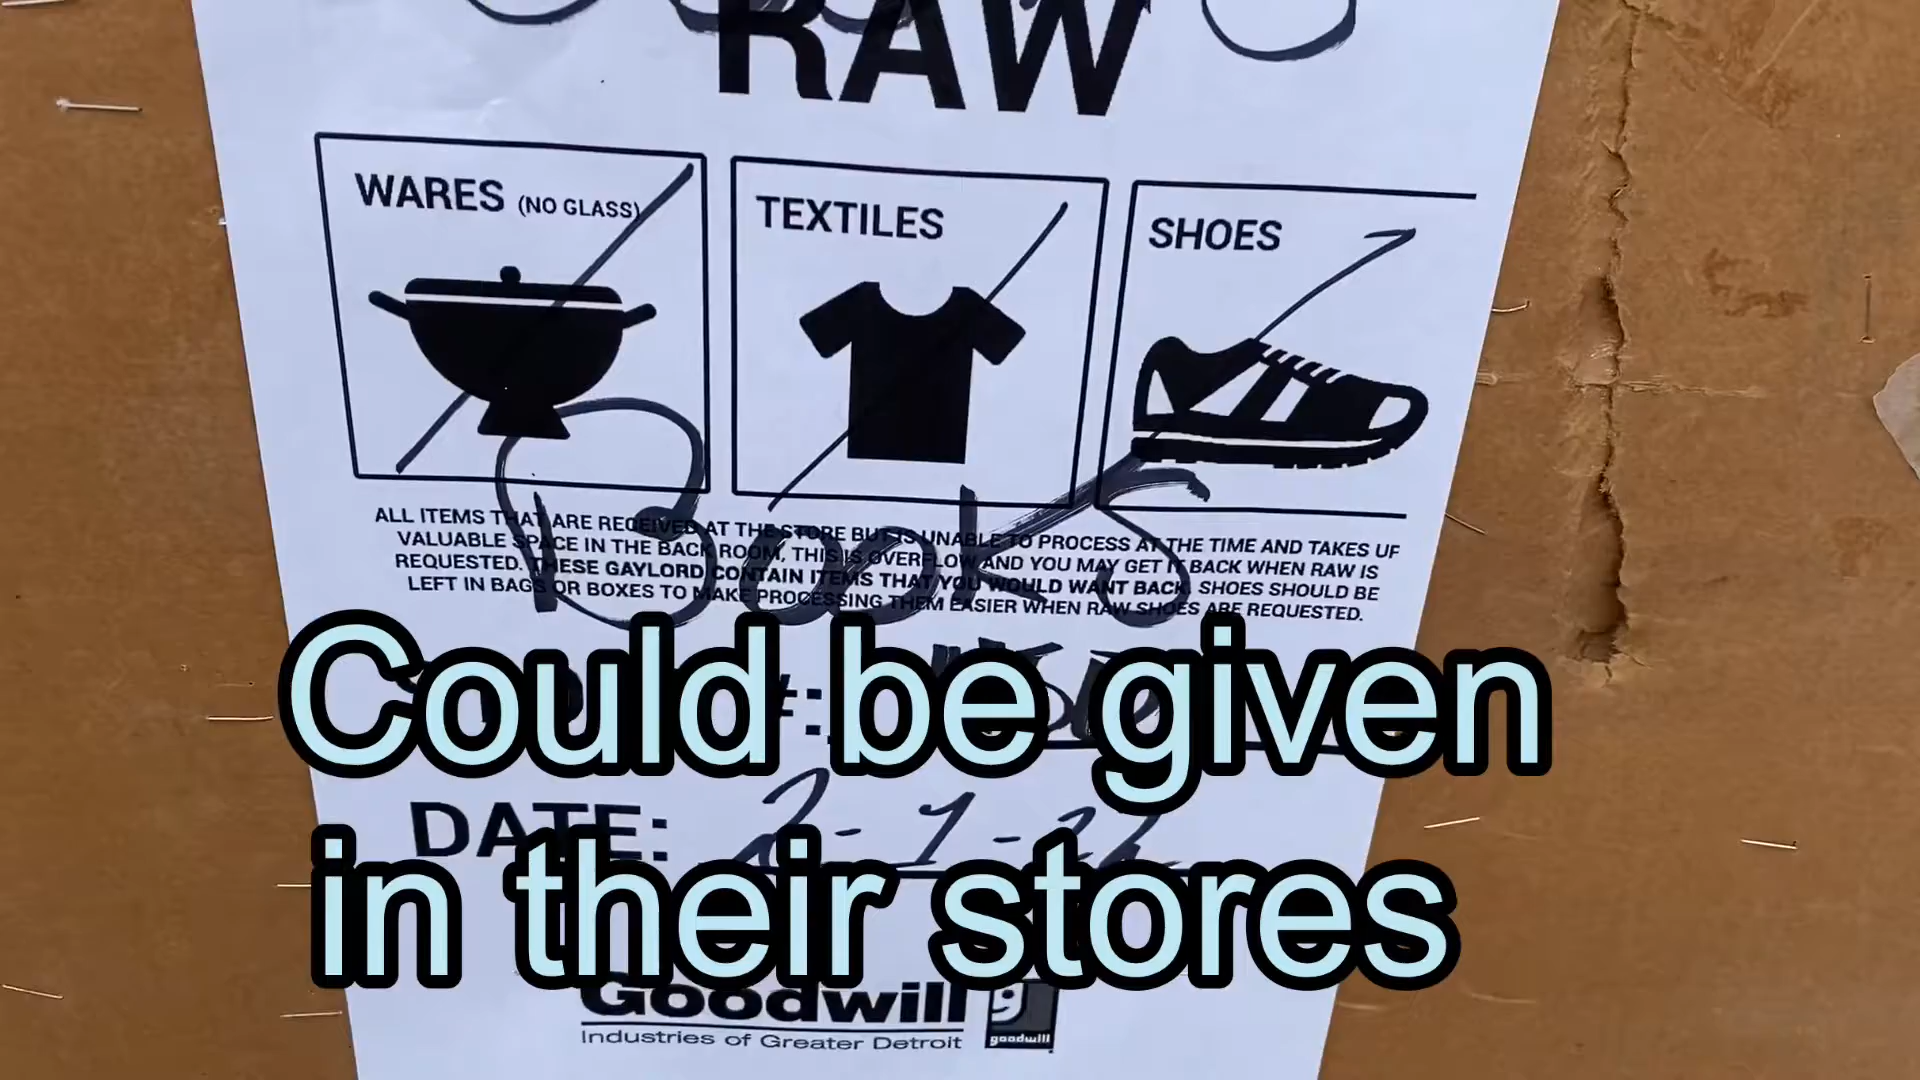 RAW
WARES (NO GLASS)
TEXTILES
SHOES
ALL ITEMS THAT ARE RECEIVED AT THE STORE BUT IS UNABLE TO PROCESS AT THE TIME AND TAKES UP
VALUABLE SPACE IN THE BACK ROOM. THIS IS OVERFLOW AND YOU MAY GET IT BACK WHEN RAW IS
REQUESTED. THESE GAYLORD CONTAIN ITEMS THAT YOU WOULD WANT BACK. SHOES SHOULD BE
LEFT IN BAGS OR BOXES TO MAKE PROCESSING THEM EASIER WHEN RAW SHOES ARE REQUESTED.
Books
Could be given
in their stores
#:
DATE: 2-1-22
Goodwill
Industries of Greater Detroit
goodwill